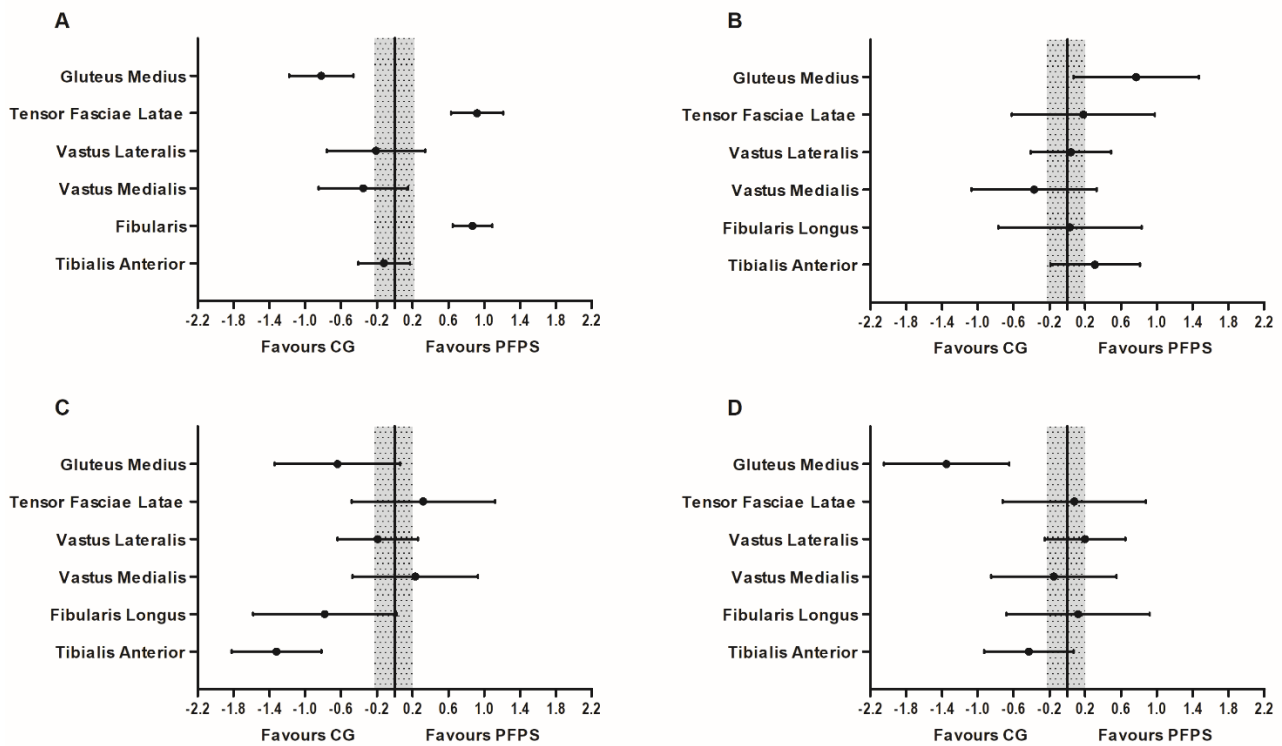 A
Gluteus Medius
Tensor Fasciae Latae
Vastus Lateralis
Vastus Medialis
Fibularis
Tibialis Anterior
-2.2 -1.8 -1.4 -1.0 -0.6 -0.2 0.2 0.6 1.0 1.4 1.8 2.2
Favours CG Favours PFPS
B
Gluteus Medius
Tensor Fasciae Latae
Vastus Lateralis
Vastus Medialis
Fibularis Longus
Tibialis Anterior
-2.2 -1.8 -1.4 -1.0 -0.6 -0.2 0.2 0.6 1.0 1.4 1.8 2.2
Favours CG Favours PFPS
C
Gluteus Medius
Tensor Fasciae Latae
Vastus Lateralis
Vastus Medialis
Fibularis Longus
Tibialis Anterior
-2.2 -1.8 -1.4 -1.0 -0.6 -0.2 0.2 0.6 1.0 1.4 1.8 2.2
Favours CG Favours PFPS
D
Gluteus Medius
Tensor Fasciae Latae
Vastus Lateralis
Vastus Medialis
Fibularis Longus
Tibialis Anterior
-2.2 -1.8 -1.4 -1.0 -0.6 -0.2 0.2 0.6 1.0 1.4 1.8 2.2
Favours CG Favours PFPS